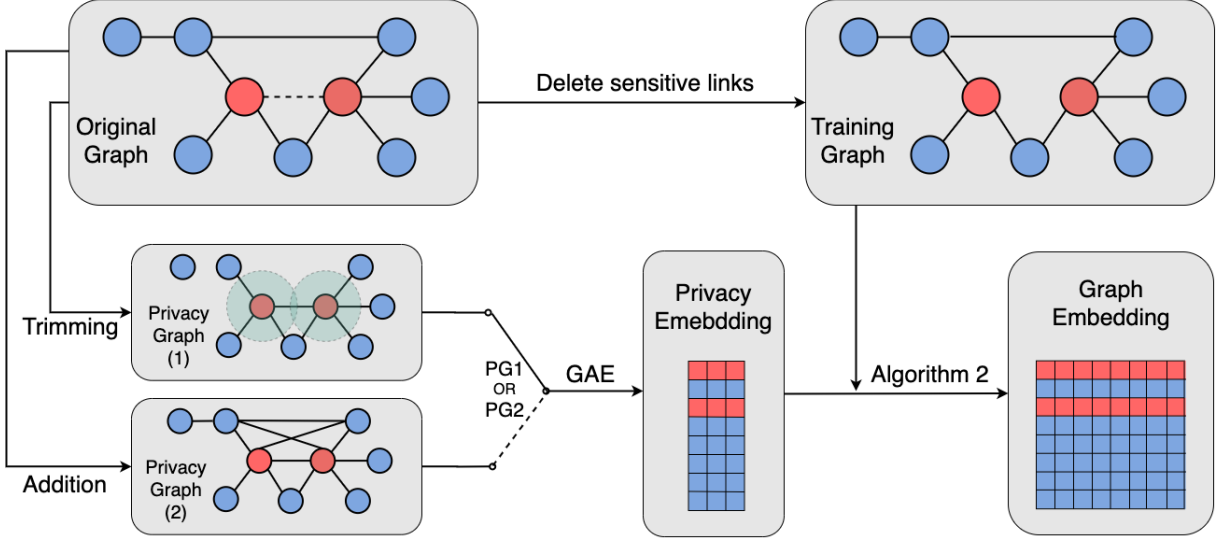 Original
Graph
Delete sensitive links
Training
Graph
Trimming
Privacy
Graph
(1)
PG1
OR
PG2
GAE
Privacy
Emebdding
Algorithm 2
Graph
Embedding
Addition
Privacy
Graph
(2)